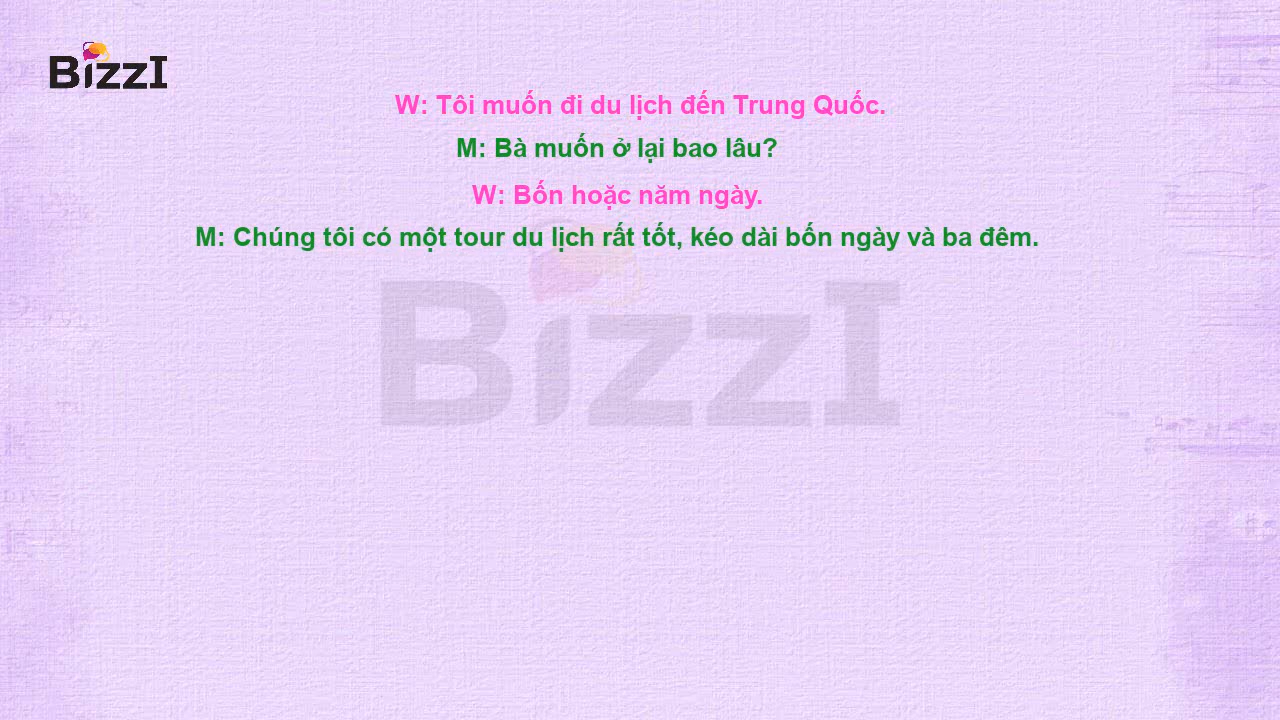 BizzI
W: Tôi muốn đi du lịch đến Trung Quốc.
M: Bà muốn ở lại bao lâu?
W: Bốn hoặc năm ngày.
M: Chúng tôi có một tour du lịch rất tốt, kéo dài bốn ngày và ba đêm.
BizzI